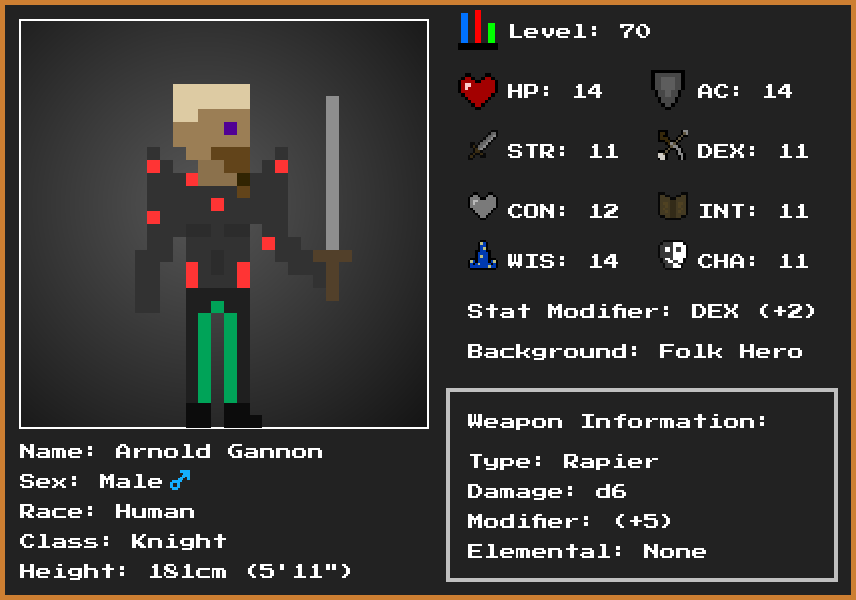 Level: 70
HP: 14
AC: 14
STR: 11
DEX: 11
CON: 12
INT: 11
WIS: 14
CHA: 11
Stat Modifier: DEX (+2)
Background: Folk Hero
Weapon Information:
Type: Rapier
Damage: d6
Modifier: (+5)
Elemental: None
Name: Arnold Gannon
Sex: Male ♂
Race: Human
Class: Knight
Height: 181cm (5'11")